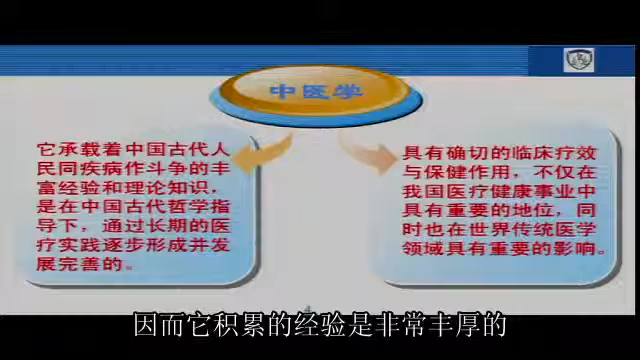 中医学
它承载着中国古代人
民同疾病作斗争的丰
富经验和理论知识，
是在中国古代哲学指
导下，通过长期的医
疗实践逐步形成并发
展完善的。
具有确切的临床疗效
与保健作用，不仅在
我国医疗健康事业中
具有重要的地位，同
时也在世界传统医学
领域具有重要的影响。
因而它积累的经验是非常丰厚的